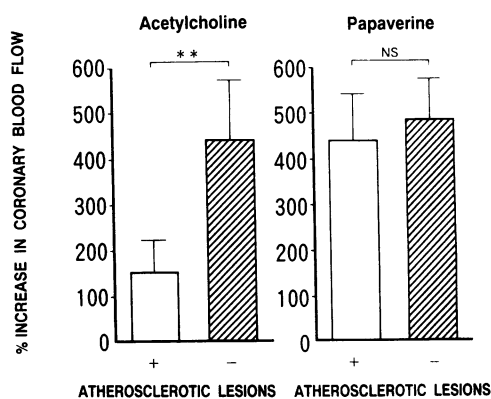 Acetylcholine
Papaverine
% INCREASE IN CORONARY BLOOD FLOW
**
NS
600
500
400
300
200
100
0
600
500
400
300
200
100
0
+ −
+ −
ATHEROSCLEROTIC LESIONS
ATHEROSCLEROTIC LESIONS